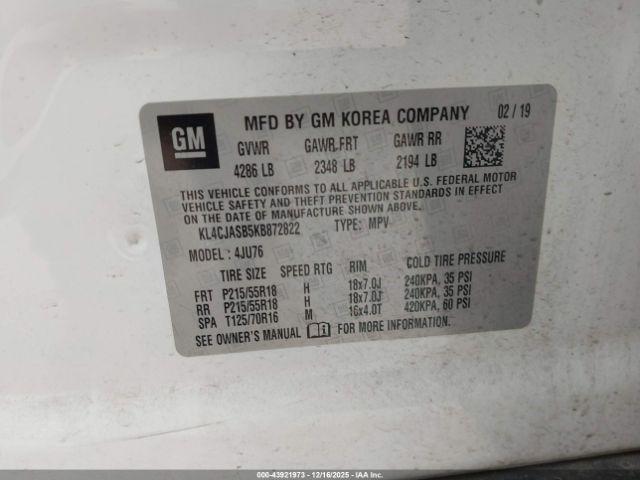 GM MFD BY GM KOREA COMPANY 02 / 19
GVWR GAWR FRT GAWR RR
4286 LB 2348 LB 2194 LB
THIS VEHICLE CONFORMS TO ALL APPLICABLE U.S. FEDERAL MOTOR
VEHICLE SAFETY AND THEFT PREVENTION STANDARDS IN EFFECT
ON THE DATE OF MANUFACTURE SHOWN ABOVE.
KL4CJASB5KB872822 TYPE: MPV
MODEL : 4JU76
TIRE SIZE SPEED RTG RIM COLD TIRE PRESSURE
FRT P215/55R18 H 18x7.0J 240KPA, 35 PSI
RR P215/55R18 H 18x7.0J 240KPA, 35 PSI
SPA T125/70R16 M 16x4.0T 420KPA, 60 PSI
SEE OWNER'S MANUAL FOR MORE INFORMATION.
000-43921973 - 12/16/2025 - IAA, Inc.